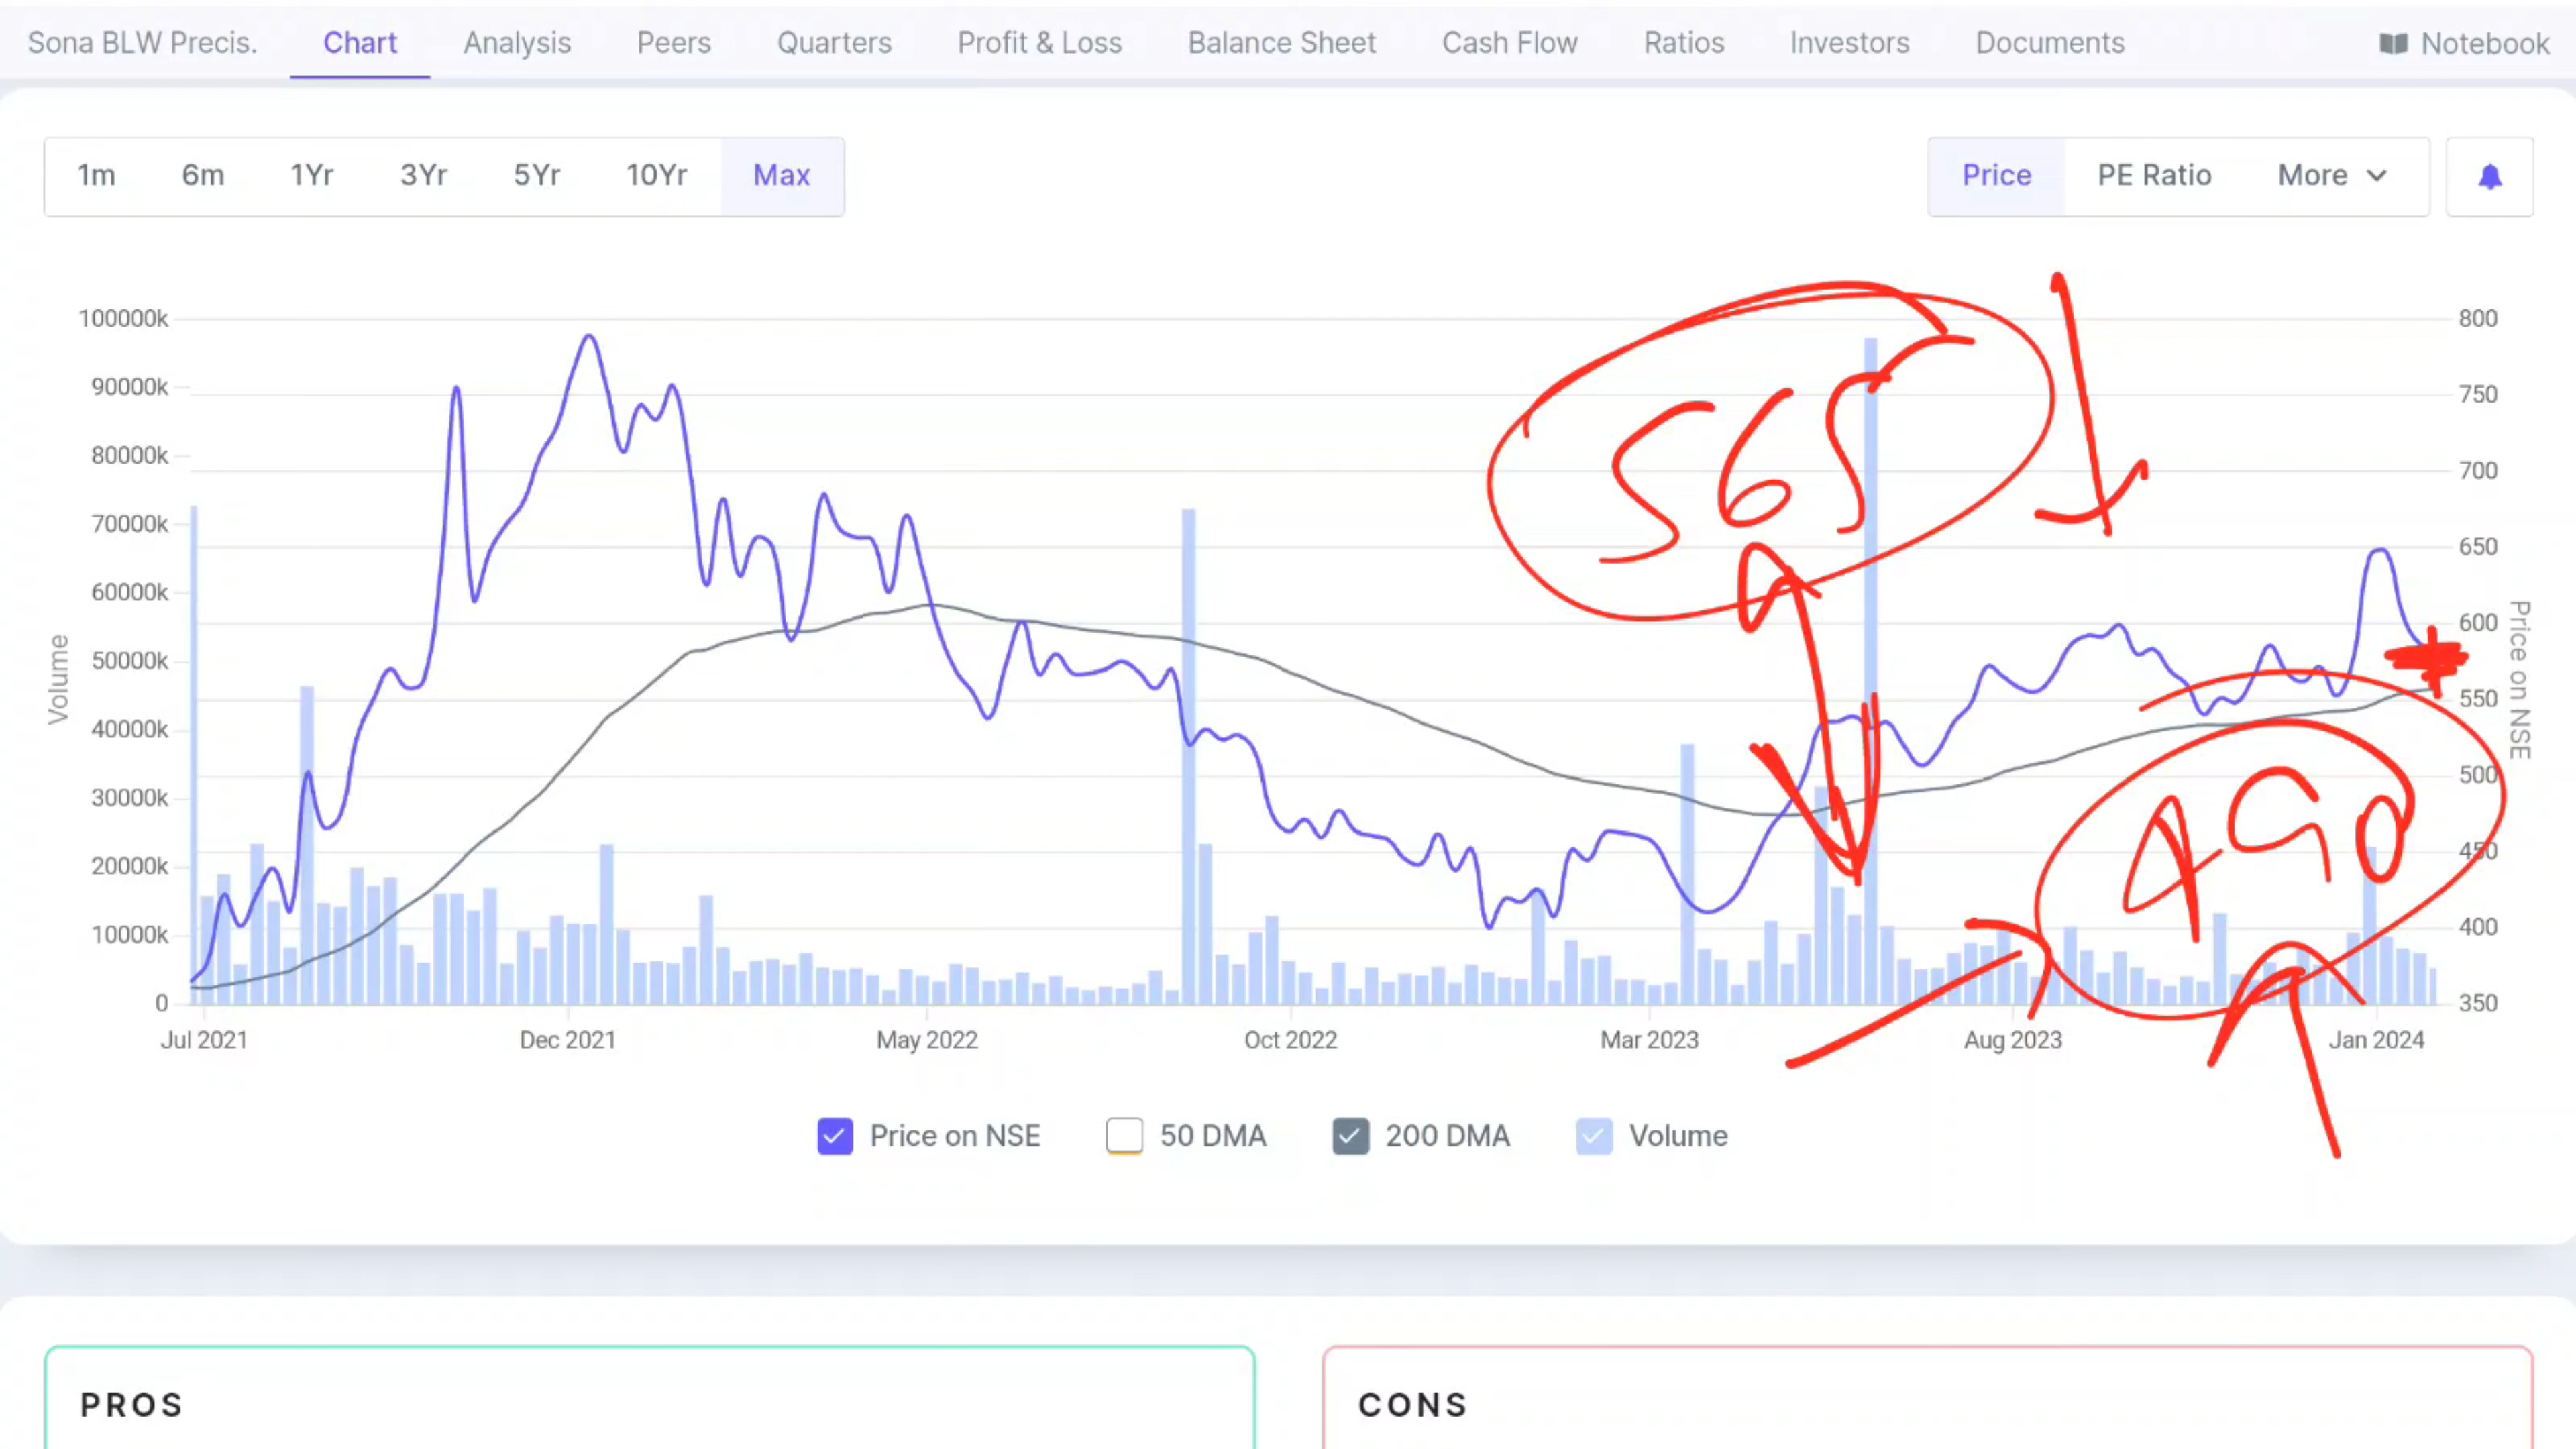 Sona BLW Precis. Chart Analysis Peers Quarters Profit & Loss Balance Sheet Cash Flow Ratios Investors Documents Notebook
1m 6m 1Yr 3Yr 5Yr 10Yr Max Price PE Ratio More
100000k 800
90000k 750
80000k 700
70000k 650
60000k 600
50000k 550
40000k 500
30000k 450
20000k 400
10000k 350
0
Volume
Price on NSE
565
490
Jul 2021 Dec 2021 May 2022 Oct 2022 Mar 2023 Aug 2023 Jan 2024
Price on NSE 50 DMA 200 DMA Volume
PROS CONS